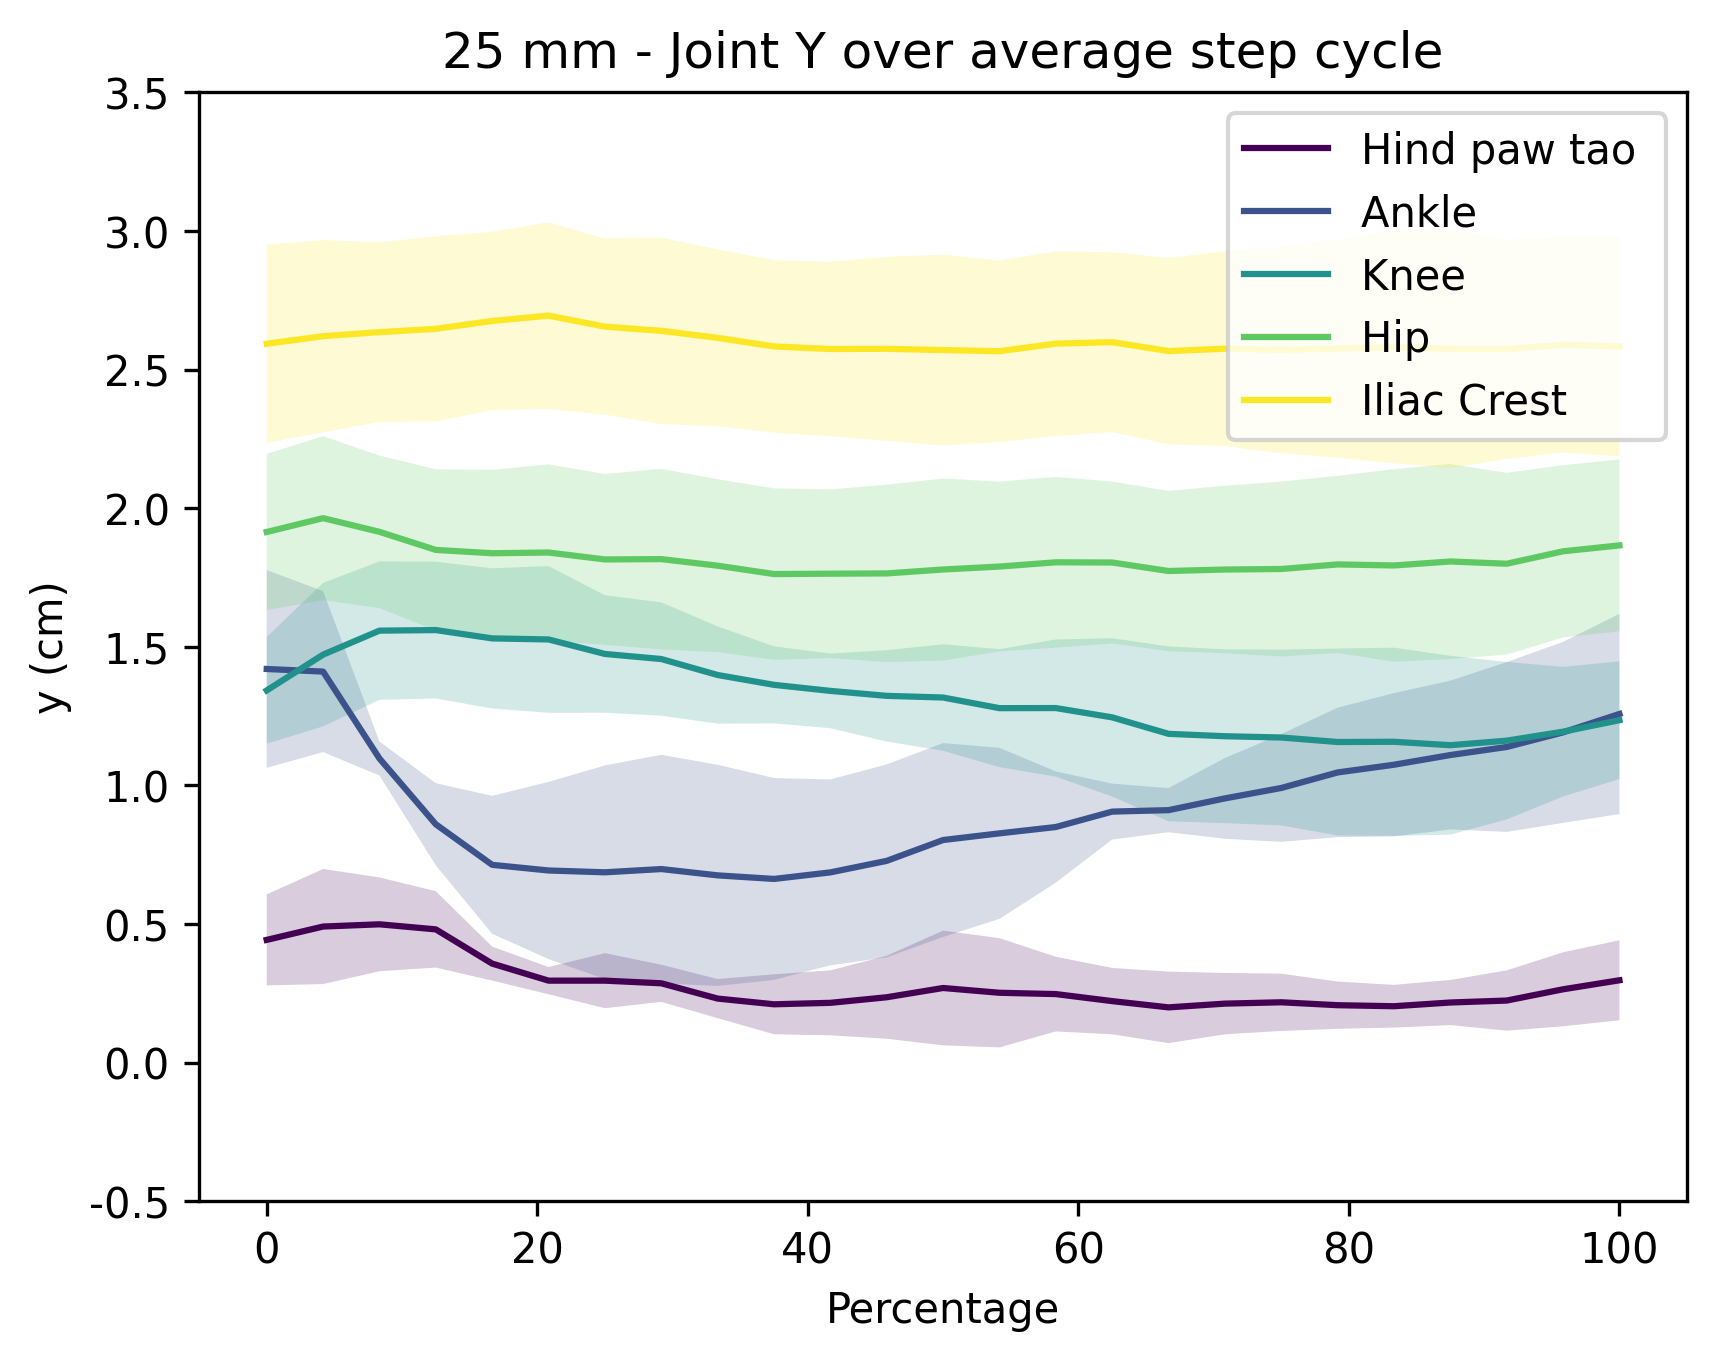 25 mm - Joint Y over average step cycle
3.5
3.0
2.5
2.0
1.5
1.0
0.5
0.0
-0.5
y (cm)
Hind paw tao
Ankle
Knee
Hip
Iliac Crest
0 20 40 60 80 100
Percentage